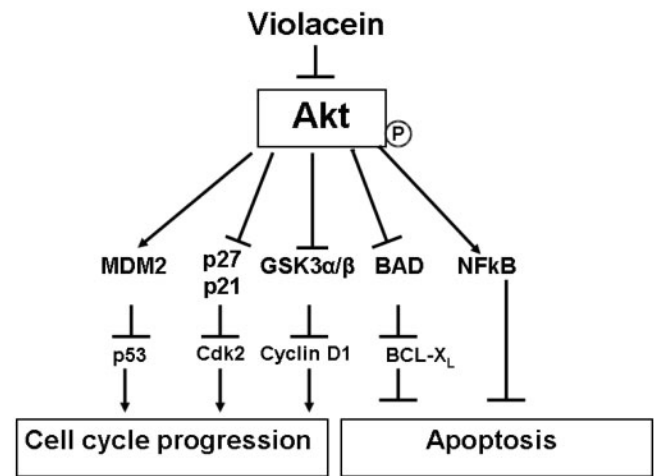 Violacein
Akt
P
MDM2
p27
p21
GSK3α/β
BAD
NFkB
p53
Cdk2
Cyclin D1
BCL-XL
Cell cycle progression
Apoptosis